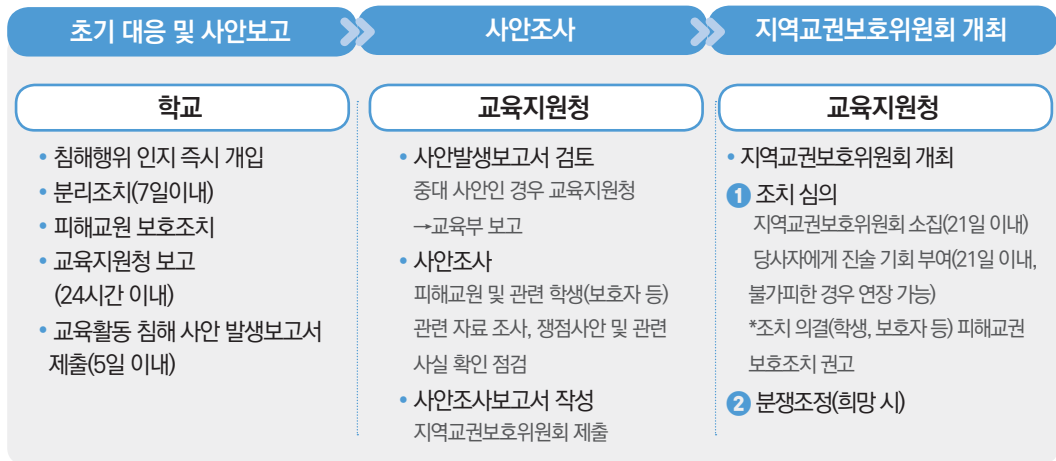 초기 대응 및 사안보고
사안조사
지역교권보호위원회 개최
학교
• 침해행위 인지 즉시 개입
• 분리조치(7일이내)
• 피해교원 보호조치
• 교육지원청 보고
(24시간 이내)
• 교육활동 침해 사안 발생보고서
제출(5일 이내)
교육지원청
• 사안발생보고서 검토
중대 사안인 경우 교육지원청
→교육부 보고
• 사안조사
피해교원 및 관련 학생(보호자 등)
관련 자료 조사, 쟁점사안 및 관련
사실 확인 점검
• 사안조사보고서 작성
지역교권보호위원회 제출
교육지원청
• 지역교권보호위원회 개최
1 조치 심의
지역교권보호위원회 소집(21일 이내)
당사자에게 진술 기회 부여(21일 이내,
불가피한 경우 연장 가능)
*조치 의결(학생, 보호자 등) 피해교권
보호조치 권고
2 분쟁조정(희망 시)